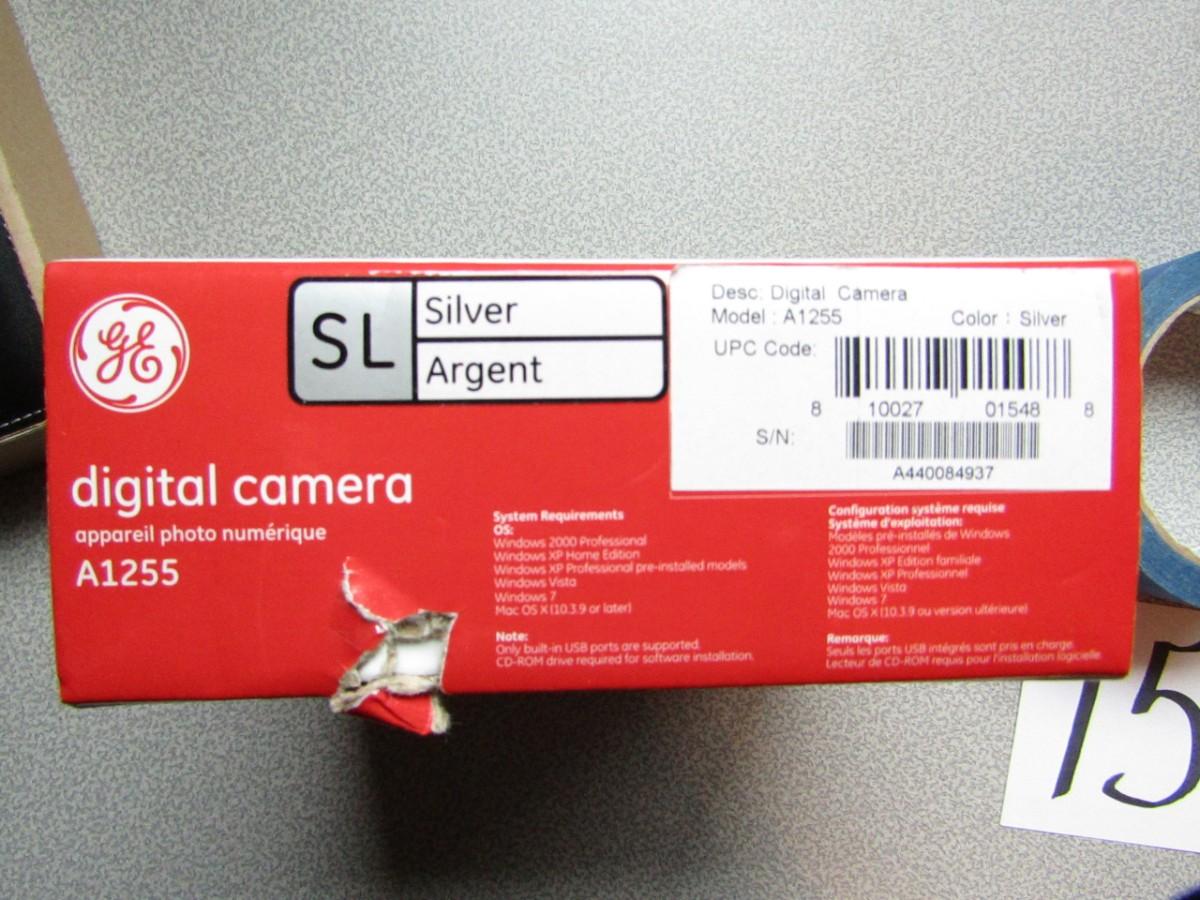 GE
SL
Silver
Argent
Desc: Digital Camera
Model : A1255 Color : Silver
UPC Code:
8 10027 01548 8
S/N:
A440084937
digital camera
appareil photo numérique
A1255
System Requirements
OS:
Windows 2000 Professional
Windows XP Home Edition
Windows XP Professional pre-installed models
Windows Vista
Windows 7
Mac OS X (10.3.9 or later)
Note:
Only built-in USB ports are supported.
CD-ROM drive required for software installation.
Configuration système requise
Système d'exploitation:
Modèles pré-installés de Windows
2000 Professionnel
Windows XP Edition familiale
Windows XP Professionnel
Windows Vista
Windows 7
Mac OS X (10.3.9 ou version ultérieure)
Remarque:
Seuls les ports USB intégrés sont pris en charge.
Lecteur de CD-ROM requis pour l'installation logicielle.
15